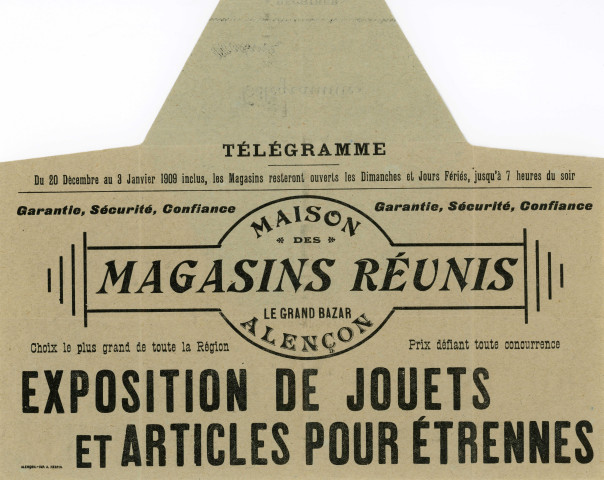 TÉLÉGRAMME
Du 20 Décembre au 3 Janvier 1909 inclus, les Magasins resteront ouverts les Dimanches et Jours Fériés, jusqu'à 7 heures du soir
Garantie, Sécurité, Confiance
Garantie, Sécurité, Confiance
MAISON
DES
MAGASINS RÉUNIS
LE GRAND BAZAR
ALENÇON
Choix le plus grand de toute la Région
Prix défiant toute concurrence
EXPOSITION DE JOUETS
ET ARTICLES POUR ÉTRENNES